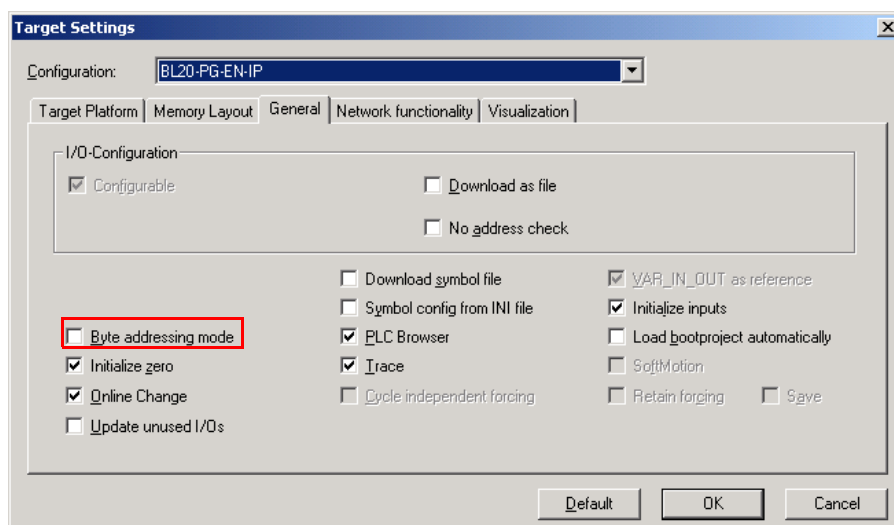 Target Settings
Configuration: BL20-PG-EN-IP
Target Platform Memory Layout General Network functionality Visualization
I/O-Configuration
Configurable Download as file
No address check
Download symbol file VAR_IN_OUT as reference
Symbol config from INI file Initialize inputs
Byte addressing mode PLC Browser Load bootproject automatically
Initialize zero Trace SoftMotion
Online Change Cycle independent forcing Retain forcing Save
Update unused I/Os
Default OK Cancel